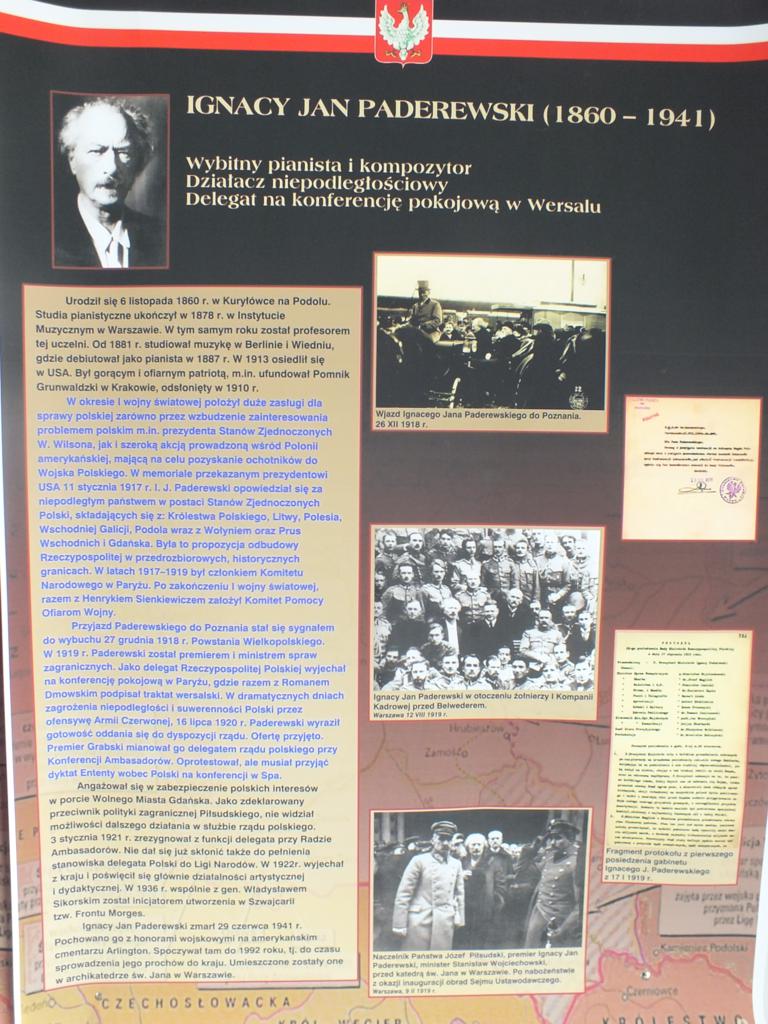 IGNACY JAN PADEREWSKI (1860 – 1941)
Wybitny pianista i kompozytor
Działacz niepodległościowy
Delegat na konferencję pokojową w Wersalu
Urodził się 6 listopada 1860 r. w Kuryłówce na Podolu.
Studia pianistyczne ukończył w 1878 r. w Instytucie
Muzycznym w Warszawie. W tym samym roku został profesorem
tej uczelni. Od 1881 r. studiował muzykę w Berlinie i Wiedniu,
gdzie debiutował jako pianista w 1887 r. W 1913 osiedlił się
w USA. Był gorącym i ofiarnym patriotą, m.in. ufundował Pomnik
Grunwaldzki w Krakowie, odsłonięty w 1910 r.
W okresie I wojny światowej położył duże zasługi dla
sprawy polskiej zarówno przez wzbudzenie zainteresowania
problemem polskim m.in. prezydenta Stanów Zjednoczonych
W. Wilsona, jak i szeroką akcją prowadzoną wśród Polonii
amerykańskiej, mającą na celu pozyskanie ochotników do
Wojska Polskiego. W memoriale przekazanym prezydentowi
USA 11 stycznia 1917 r. I. J. Paderewski opowiedział się za
niepodległym państwem w postaci Stanów Zjednoczonych
Polski, składających się z: Królestwa Polskiego, Litwy, Polesia,
Wschodniej Galicji, Podola wraz z Wołyniem oraz Prus
Wschodnich i Gdańska. Była to propozycja odbudowy
Rzeczypospolitej w przedrozbiorowych, historycznych
granicach. W latach 1917–1919 był członkiem Komitetu
Narodowego w Paryżu. Po zakończeniu I wojny światowej,
razem z Henrykiem Sienkiewiczem założył Komitet Pomocy
Ofiarom Wojny.
Przyjazd Paderewskiego do Poznania stał się sygnałem
do wybuchu 27 grudnia 1918 r. Powstania Wielkopolskiego.
W 1919 r. Paderewski został premierem i ministrem spraw
zagranicznych. Jako delegat Rzeczypospolitej Polskiej wyjechał
na konferencję pokojową w Paryżu, gdzie razem z Romanem
Dmowskim podpisał traktat wersalski. W dramatycznych dniach
zagrożenia niepodległości i suwerenności Polski przez
ofensywę Armii Czerwonej, 16 lipca 1920 r. Paderewski wyraził
gotowość oddania się do dyspozycji rządu. Ofertę przyjęto.
Premier Grabski mianował go delegatem rządu polskiego przy
Konferencji Ambasadorów. Oprotestował, ale musiał przyjąć
dyktat Ententy wobec Polski na konferencji w Spa.
Angażował się w zabezpieczenie polskich interesów
w porcie Wolnego Miasta Gdańska. Jako zdeklarowany
przeciwnik polityki zagranicznej Piłsudskiego, nie widział
możliwości dalszego działania w służbie rządu polskiego.
3 stycznia 1921 r. zrezygnował z funkcji delegata przy Radzie
Ambasadorów. Nie dał się już skłonić także do pełnienia
stanowiska delegata Polski do Ligi Narodów. W 1922r. wyjechał
z kraju i poświęcił się głównie działalności artystycznej
i dydaktycznej. W 1936 r. wspólnie z gen. Władysławem
Sikorskim został inicjatorem utworzenia w Szwajcarii
tzw. Frontu Morges.
Ignacy Jan Paderewski zmarł 29 czerwca 1941 r.
Pochowano go z honorami wojskowymi na amerykańskim
cmentarzu Arlington. Spoczywał tam do 1992 roku, tj. do czasu
sprowadzenia jego prochów do kraju. Umieszczone zostały one
w archikatedrze św. Jana w Warszawie.
Wjazd Ignacego Jana Paderewskiego do Poznania.
26 XII 1918 r.
Ignacy Jan Paderewski w otoczeniu żołnierzy I Kompanii
Kadrowej przed Belwederem.
Warszawa 12 VIII 1919 r.
Fragment protokołu z pierwszego
posiedzenia gabinetu
Ignacego J. Paderewskiego
z 17 I 1919 r.
Naczelnik Państwa Józef Piłsudski, premier Ignacy Jan
Paderewski, minister Stanisław Wojciechowski,
przed katedrą św. Jana w Warszawie. Po nabożeństwie
z okazji inauguracji obrad Sejmu Ustawodawczego.
Warszawa, 9 II 1919 r.
Hrubieszów
Zamość
zajęta przez wojska
przyznana
przez Ligę
Kamieniec Podolski
Czerniowce
CZECHOSŁOWACKA
KRÓLESTWO